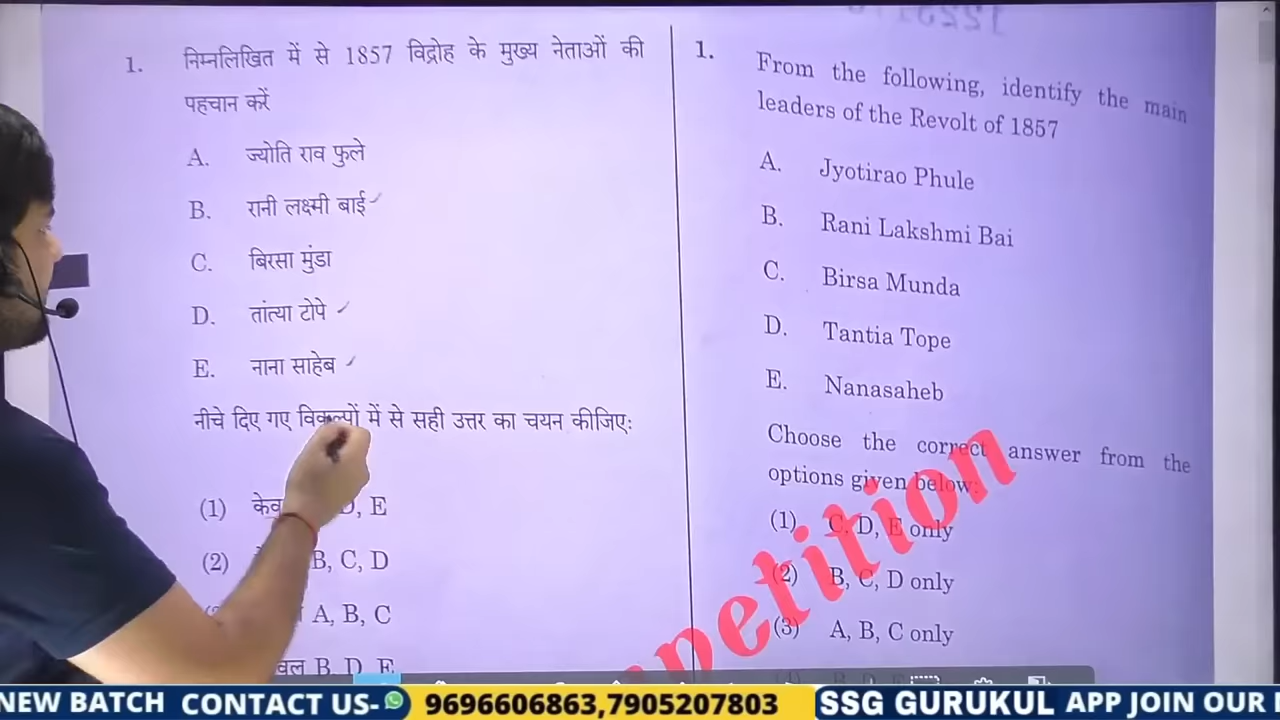 1. निम्नलिखित में से 1857 विद्रोह के मुख्य नेताओं की
पहचान करें
A. ज्योति राव फुले
B. रानी लक्ष्मी बाई
C. बिरसा मुंडा
D. तांत्या टोपे
E. नाना साहेब
नीचे दिए गए विकल्पों में से सही उत्तर का चयन कीजिए:
(1) D, E
(2) B, C, D
A, B, C
B, D, E
1. From the following, identify the main
leaders of the Revolt of 1857
A. Jyotirao Phule
B. Rani Lakshmi Bai
C. Birsa Munda
D. Tantia Tope
E. Nanasaheb
Choose the correct answer from the
options given below:
(1) C, D, E only
(2) B, C, D only
(3) A, B, C only
petition
NEW BATCH CONTACT US- 9696606863,7905207803 SSG GURUKUL APP JOIN OUR